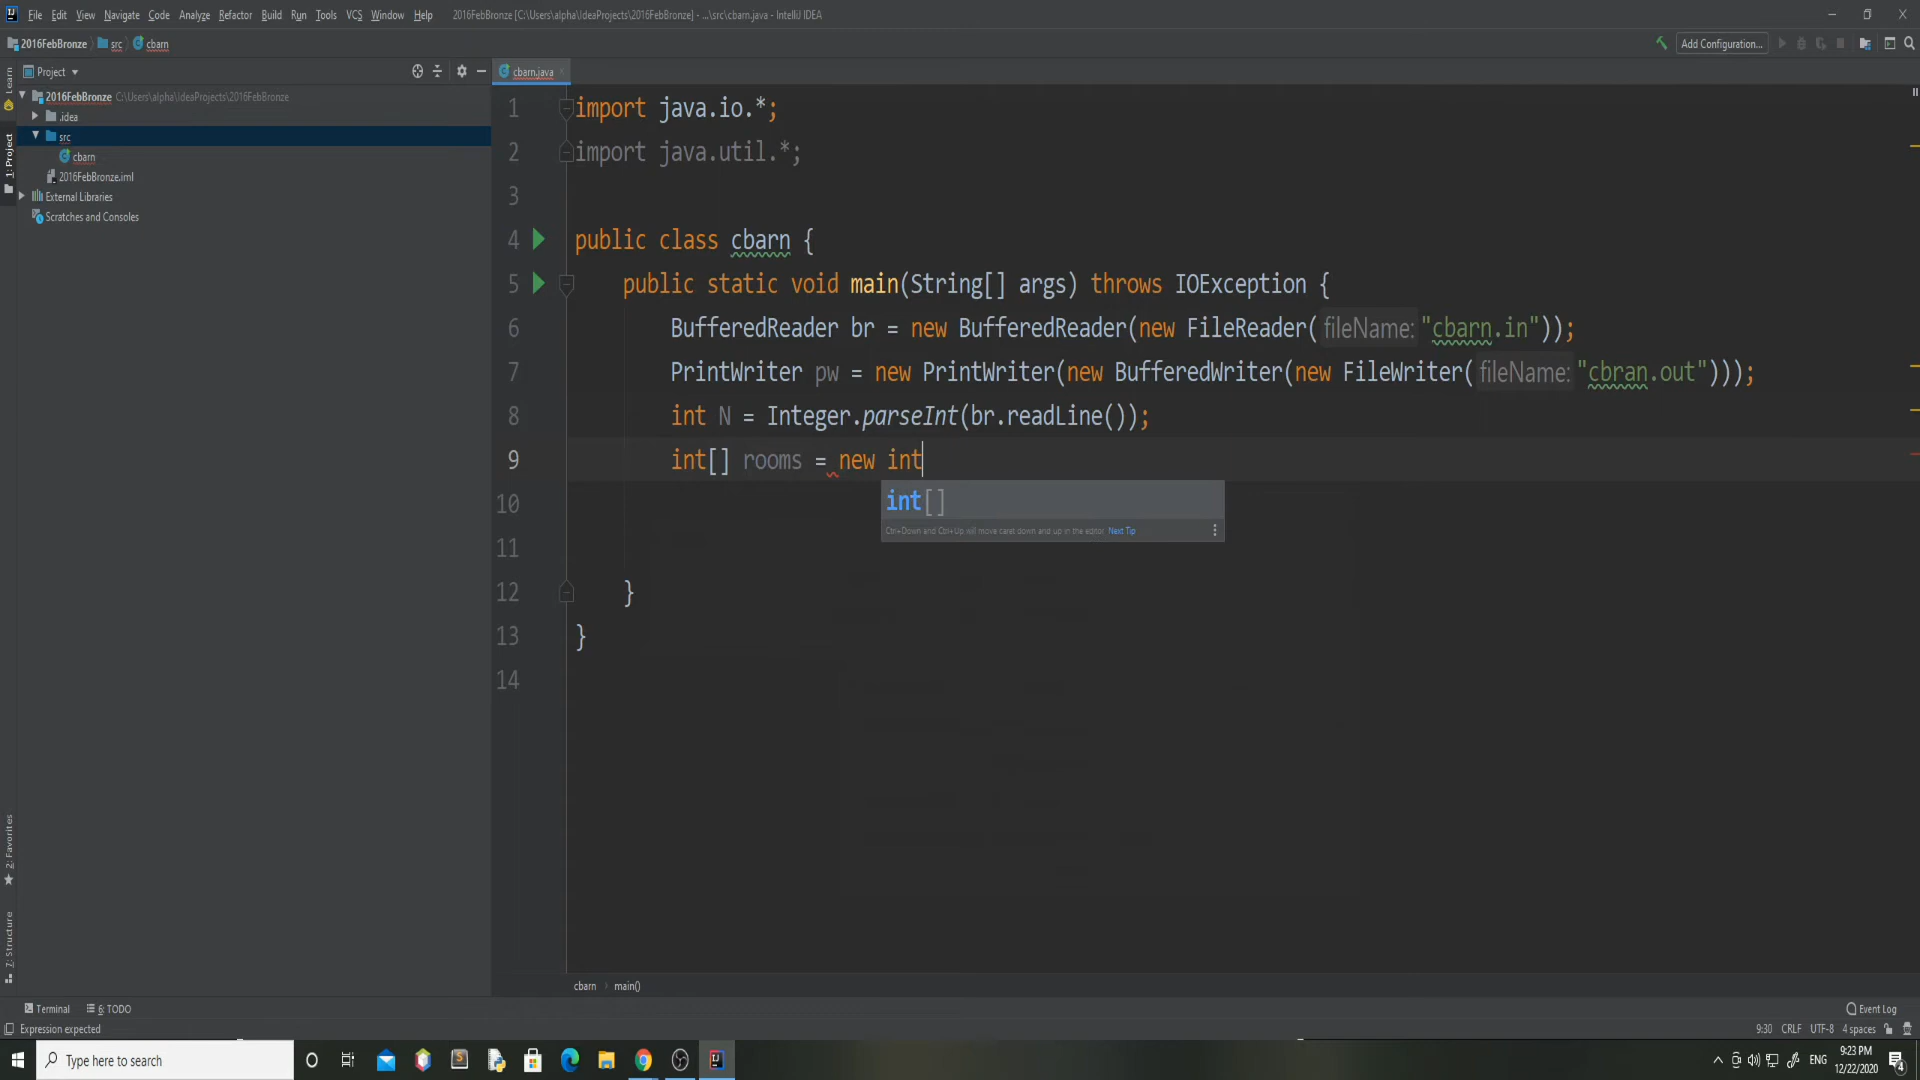 File Edit View Navigate Code Analyze Refactor Build Run Tools VCS Window Help 2016FebBronze [C:\Users\alpha\IdeaProjects\2016FebBronze] - ...\src\cbarn.java - IntelliJ IDEA
2016FebBronze src cbarn Add Configuration...
Learn
1: Project
2: Favorites
7: Structure
Project
2016FebBronze C:\Users\alpha\IdeaProjects\2016FebBronze
.idea
src
cbarn
2016FebBronze.iml
External Libraries
Scratches and Consoles
cbarn.java
1 import java.io.*;
2 import java.util.*;
3
4 public class cbarn {
5 public static void main(String[] args) throws IOException {
6 BufferedReader br = new BufferedReader(new FileReader( fileName: "cbarn.in"));
7 PrintWriter pw = new PrintWriter(new BufferedWriter(new FileWriter( fileName: "cbran.out")));
8 int N = Integer.parseInt(br.readLine());
9 int[] rooms = new int
int[]
Ctrl+Down and Ctrl+Up will move caret down and up in the editor Next Tip
10
11
12 }
13 }
14
cbarn main()
Terminal 6: TODO Event Log
Expression expected 9:30 CRLF UTF-8 4 spaces
Type here to search ENG 9:23 PM
12/22/2020 4